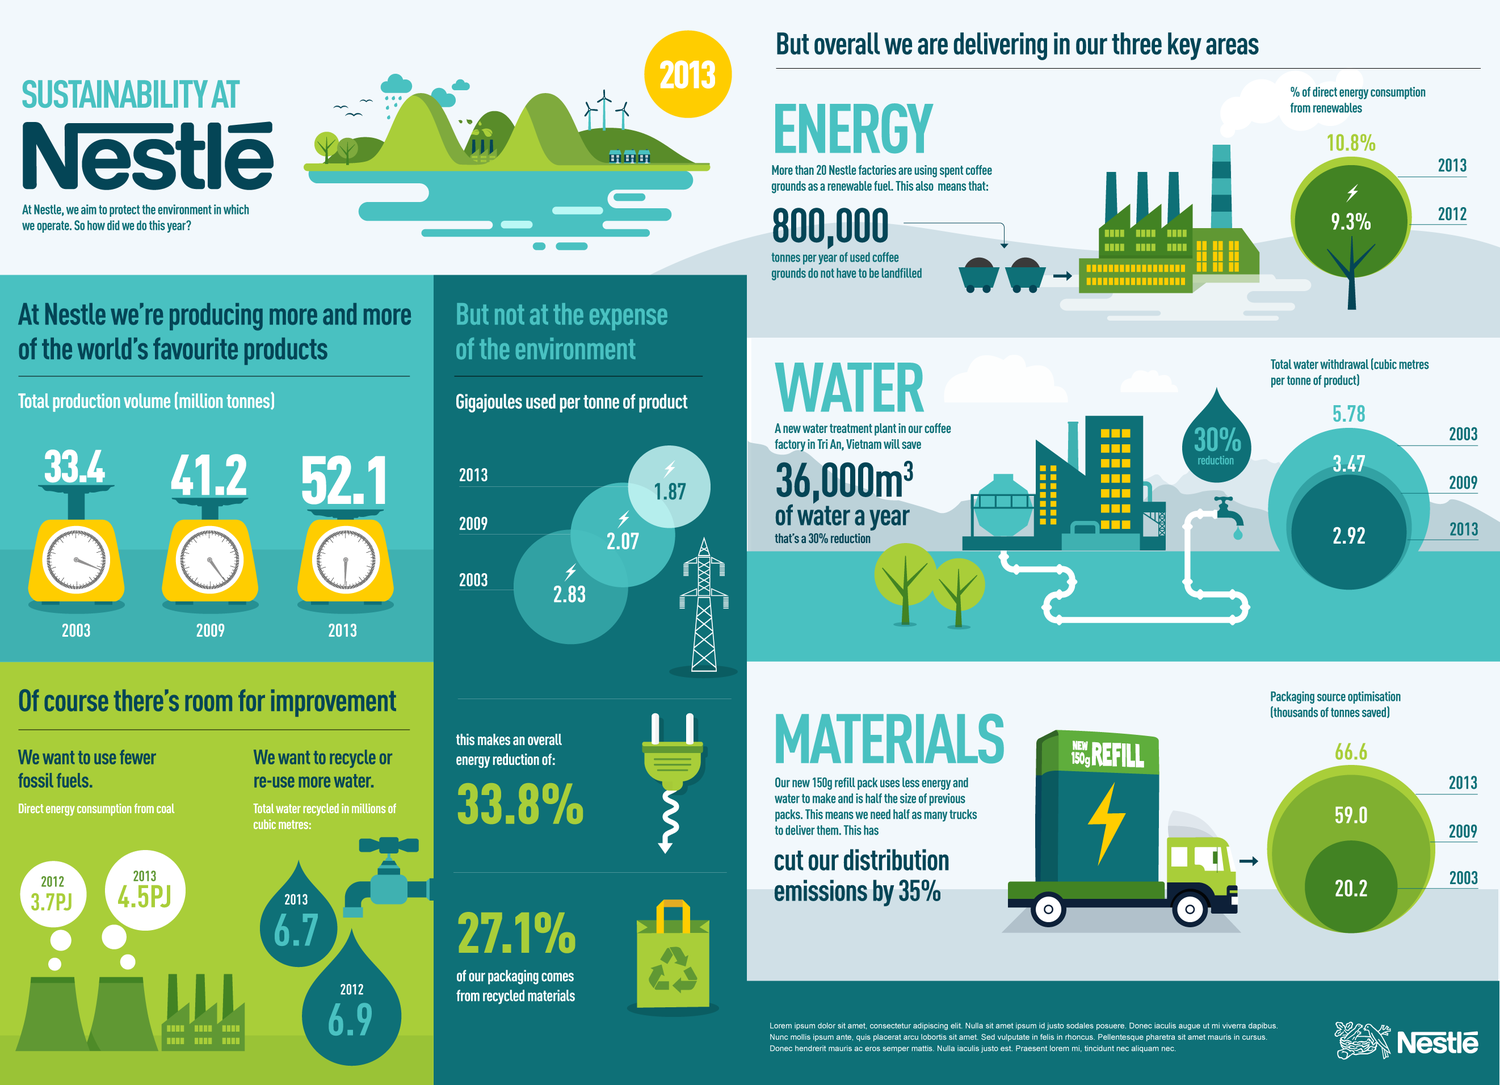 SUSTAINABILITY AT
Nestlé
At Nestle, we aim to protect the environment in which
we operate. So how did we do this year?
2013
At Nestle we're producing more and more
of the world's favourite products
Total production volume (million tonnes)
33.4
41.2
52.1
2003
2009
2013
But not at the expense
of the environment
Gigajoules used per tonne of product
2013
1.87
2009
2.07
2003
2.83
this makes an overall
energy reduction of:
33.8%
27.1%
of our packaging comes
from recycled materials
Of course there's room for improvement
We want to use fewer
fossil fuels.
Direct energy consumption from coal
2012
3.7PJ
2013
4.5PJ
We want to recycle or
re-use more water.
Total water recycled in millions of
cubic metres:
2013
6.7
2012
6.9
But overall we are delivering in our three key areas
ENERGY
More than 20 Nestle factories are using spent coffee
grounds as a renewable fuel. This also means that:
800,000
tonnes per year of used coffee
grounds do not have to be landfilled
% of direct energy consumption
from renewables
10.8%
2013
9.3%
2012
WATER
A new water treatment plant in our coffee
factory in Tri An, Vietnam will save
36,000m³
of water a year
that's a 30% reduction
30%
reduction
Total water withdrawal (cubic metres
per tonne of product)
5.78
2003
3.47
2009
2.92
2013
MATERIALS
Our new 150g refill pack uses less energy and
water to make and is half the size of previous
packs. This means we need half as many trucks
to deliver them. This has
cut our distribution
emissions by 35%
NEW
150g REFILL
Packaging source optimisation
(thousands of tonnes saved)
66.6
2013
59.0
2009
20.2
2003
Lorem ipsum dolor sit amet, consectetur adipiscing elit. Nulla sit amet ipsum id justo sodales posuere. Donec iaculis augue ut mi viverra dapibus.
Nunc mollis ipsum ante, quis placerat arcu lobortis sit amet. Sed vulputate in felis in rhoncus. Pellentesque pharetra sit amet mauris in cursus.
Donec hendrerit mauris ac eros semper mattis. Nulla iaculis justo est. Praesent lorem mi, tincidunt nec aliquam nec.
Nestlé